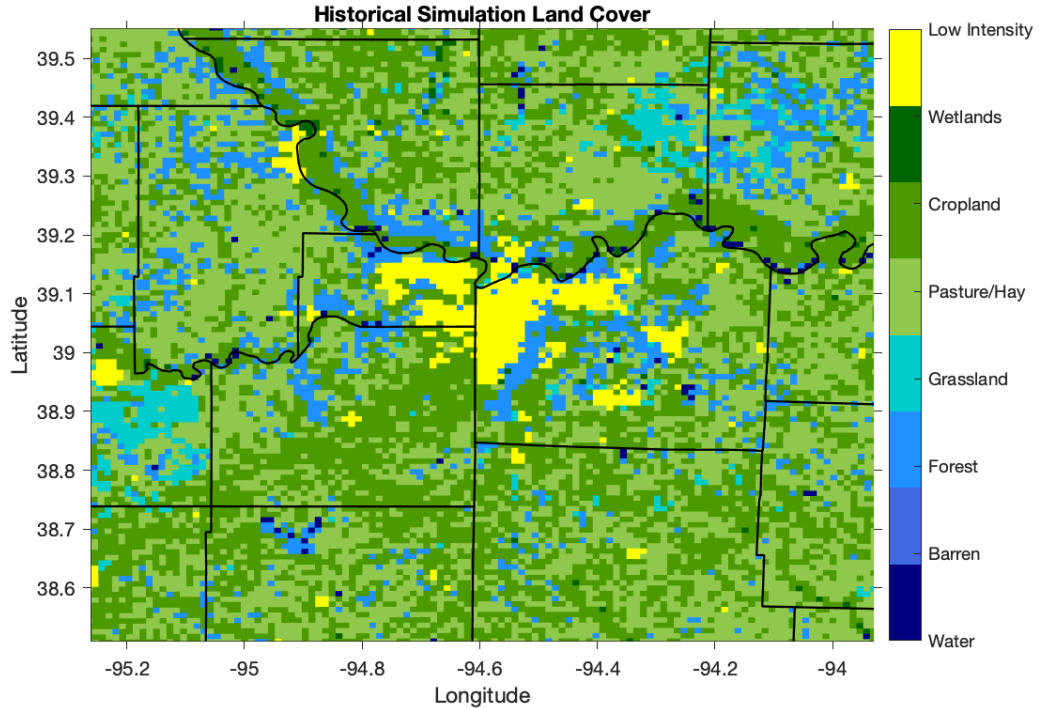 Historical Simulation Land Cover
Low Intensity
39.5
Wetlands
39.4
39.3
Cropland
39.2
Pasture/Hay
39.1
Latitude
39
Grassland
38.9
38.8
Forest
38.7
Barren
38.6
Water
-95.2 -95 -94.8 -94.6 -94.4 -94.2 -94
Longitude